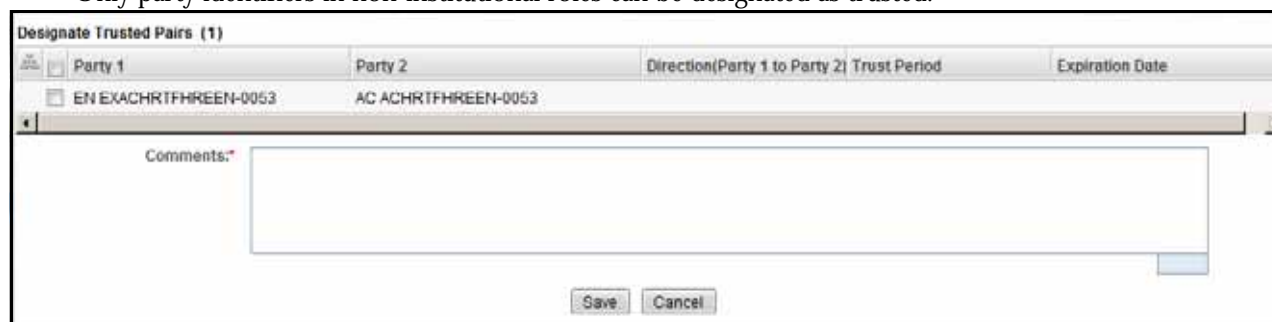 Only party identifiers in non-institutional roles can be designated as trusted.
Designate Trusted Pairs (1)
Party 1 Party 2 Direction(Party 1 to Party 2) Trust Period Expiration Date
EN EXACHRTFHREEN-0053 AC ACHRTFHREEN-0053
Comments:*
Save Cancel